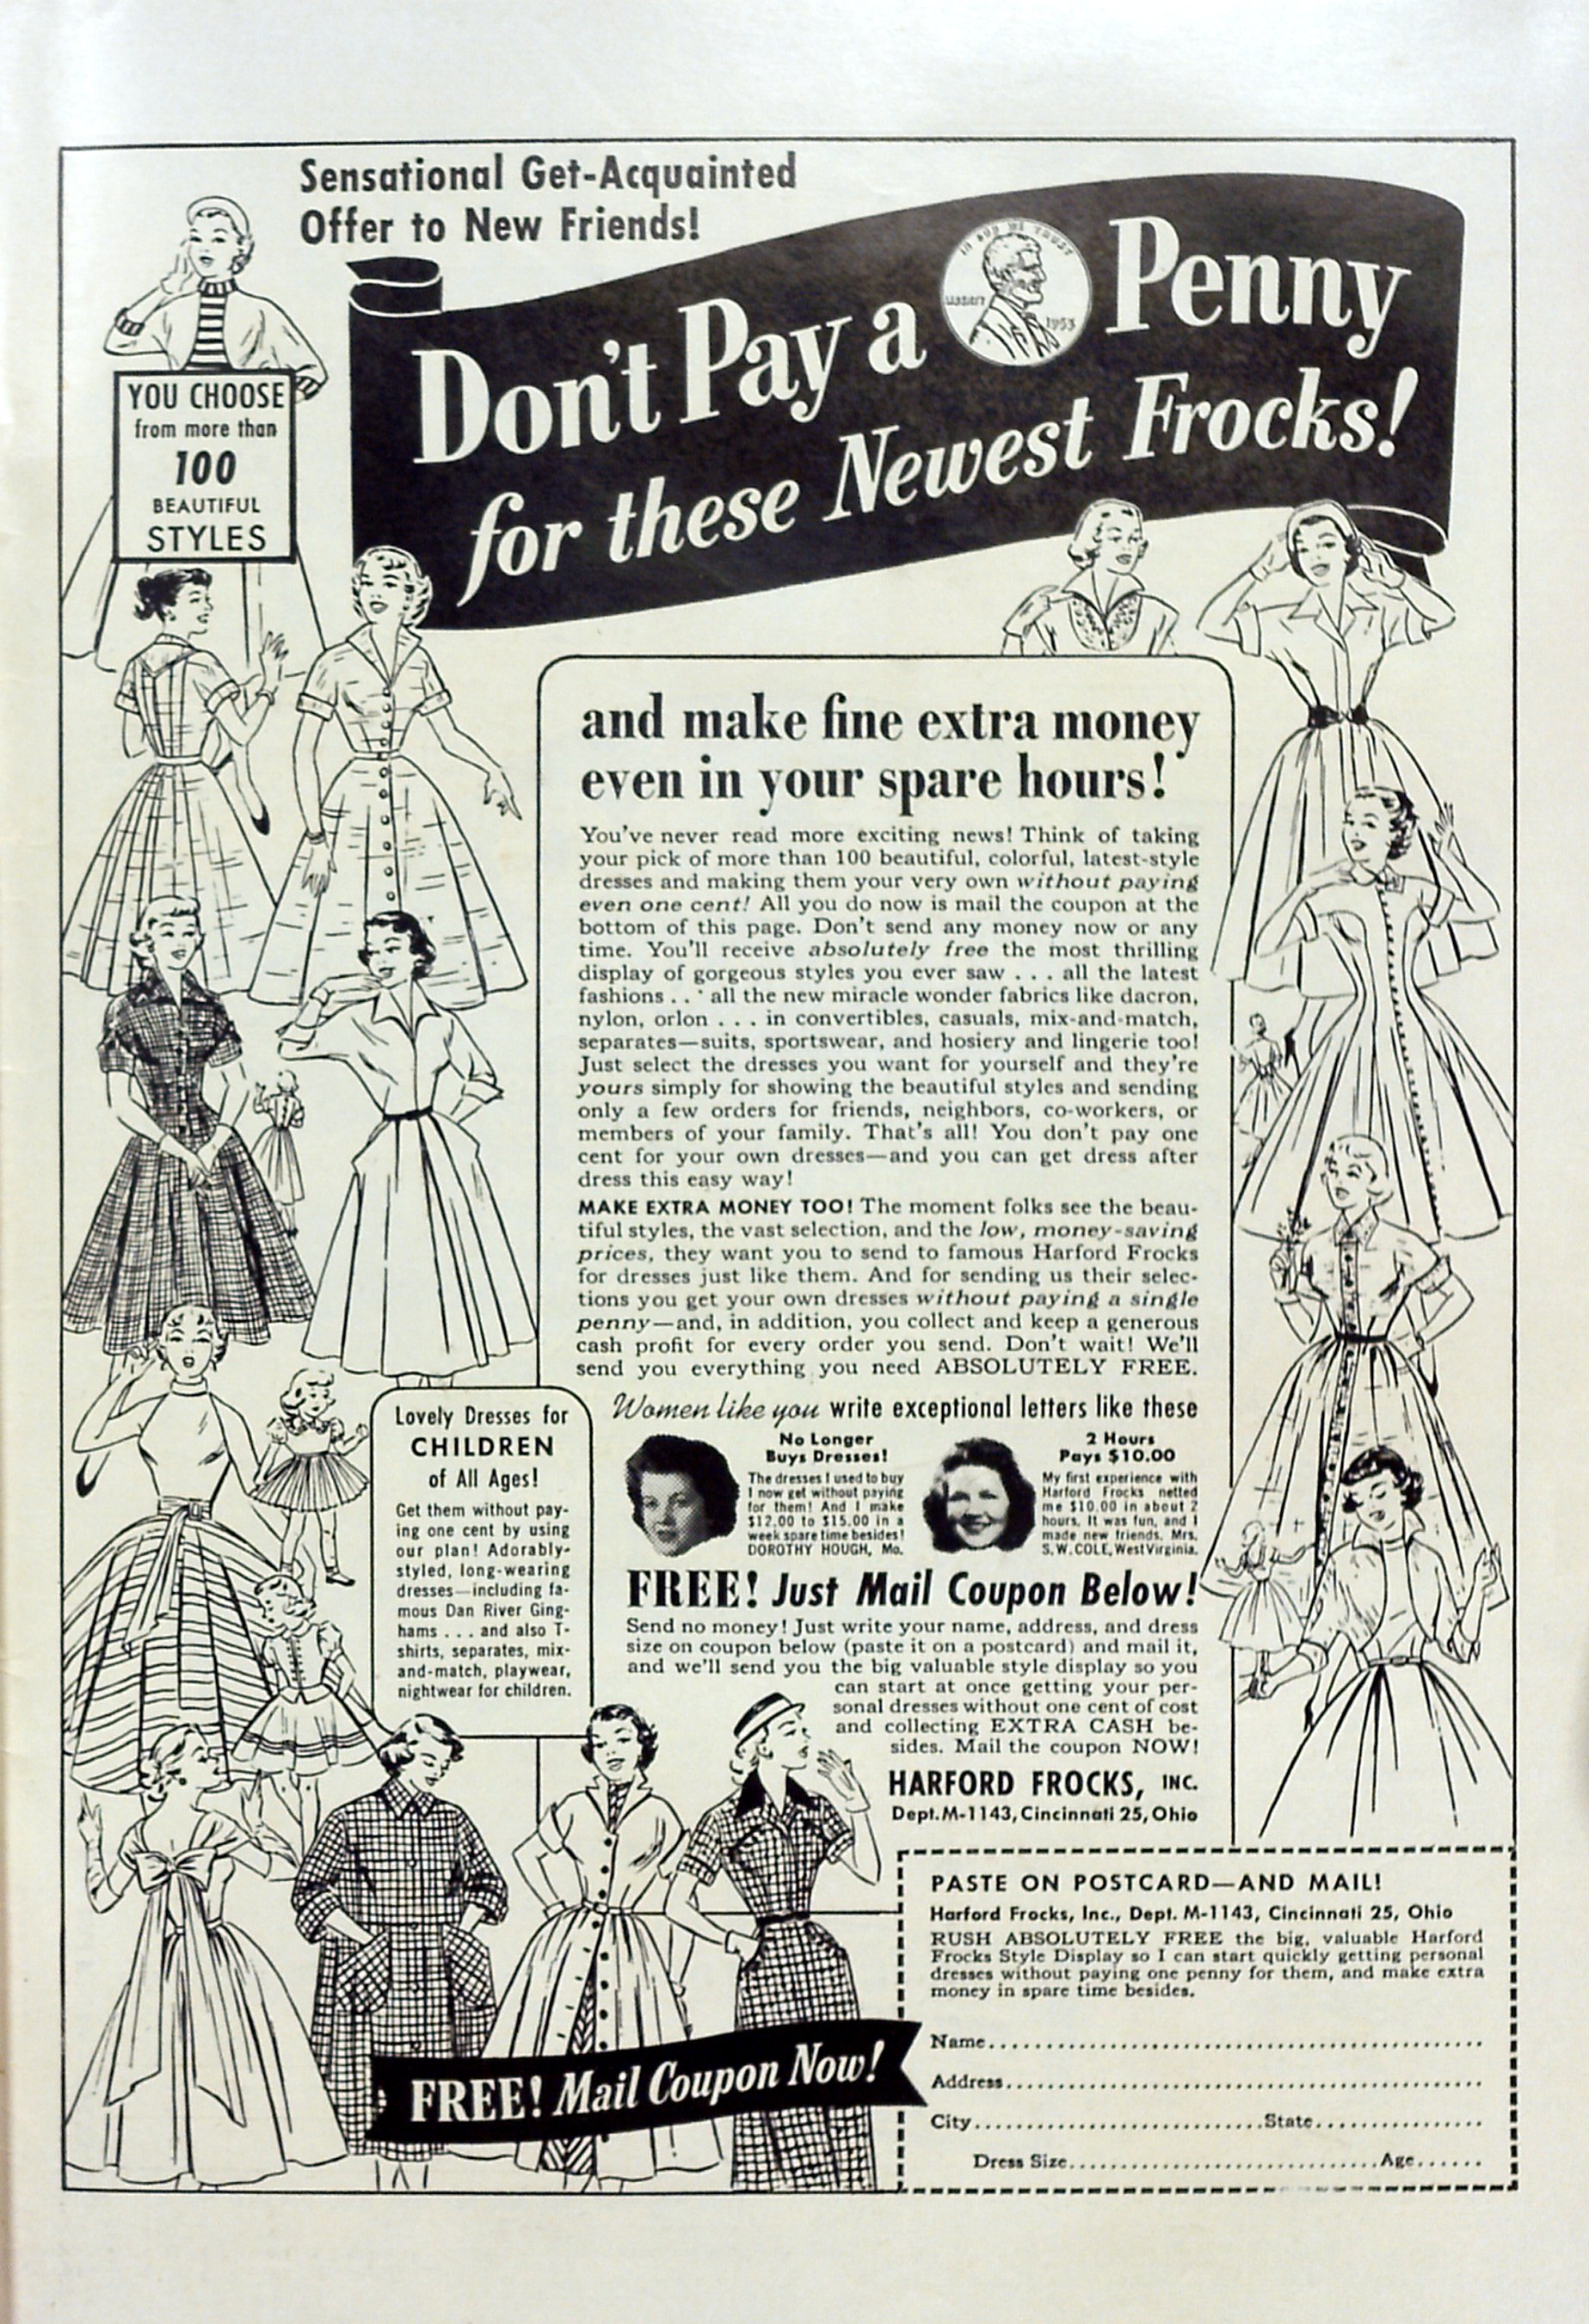 Sensational Get-Acquainted
Offer to New Friends!
Don't Pay a Penny
IN GOD WE TRUST
LIBERTY
1953
for these Newest Frocks!
YOU CHOOSE
from more than
100
BEAUTIFUL
STYLES
and make fine extra money
even in your spare hours!
You've never read more exciting news! Think of taking
your pick of more than 100 beautiful, colorful, latest-style
dresses and making them your very own without paying
even one cent! All you do now is mail the coupon at the
bottom of this page. Don't send any money now or any
time. You'll receive absolutely free the most thrilling
display of gorgeous styles you ever saw . . . all the latest
fashions . . . all the new miracle wonder fabrics like dacron,
nylon, orlon . . . in convertibles, casuals, mix-and-match,
separates—suits, sportswear, and hosiery and lingerie too!
Just select the dresses you want for yourself and they're
yours simply for showing the beautiful styles and sending
only a few orders for friends, neighbors, co-workers, or
members of your family. That's all! You don't pay one
cent for your own dresses—and you can get dress after
dress this easy way!
MAKE EXTRA MONEY TOO! The moment folks see the beau-
tiful styles, the vast selection, and the low, money-saving
prices, they want you to send to famous Harford Frocks
for dresses just like them. And for sending us their selec-
tions you get your own dresses without paying a single
penny—and, in addition, you collect and keep a generous
cash profit for every order you send. Don't wait! We'll
send you everything you need ABSOLUTELY FREE.
Lovely Dresses for
CHILDREN
of All Ages!
Get them without pay-
ing one cent by using
our plan! Adorably-
styled, long-wearing
dresses—including fa-
mous Dan River Ging-
hams . . . and also T-
shirts, separates, mix-
and-match, playwear,
nightwear for children.
Women like you write exceptional letters like these
No Longer
Buys Dresses!
The dresses I used to buy
I now get without paying
for them! And I make
$12.00 to $15.00 in a
week spare time besides!
DOROTHY HOUGH, Mo.
2 Hours
Pays $10.00
My first experience with
Harford Frocks netted
me $10.00 in about 2
hours. It was fun, and I
made new friends. Mrs.
S. W. COLE, West Virginia.
FREE! Just Mail Coupon Below!
Send no money! Just write your name, address, and dress
size on coupon below (paste it on a postcard) and mail it,
and we'll send you the big valuable style display so you
can start at once getting your per-
sonal dresses without one cent of cost
and collecting EXTRA CASH be-
sides. Mail the coupon NOW!
HARFORD FROCKS, INC.
Dept. M-1143, Cincinnati 25, Ohio
PASTE ON POSTCARD—AND MAIL!
Harford Frocks, Inc., Dept. M-1143, Cincinnati 25, Ohio
RUSH ABSOLUTELY FREE the big, valuable Harford
Frocks Style Display so I can start quickly getting personal
dresses without paying one penny for them, and make extra
money in spare time besides.
Name
Address
City State
Dress Size Age
FREE! Mail Coupon Now!